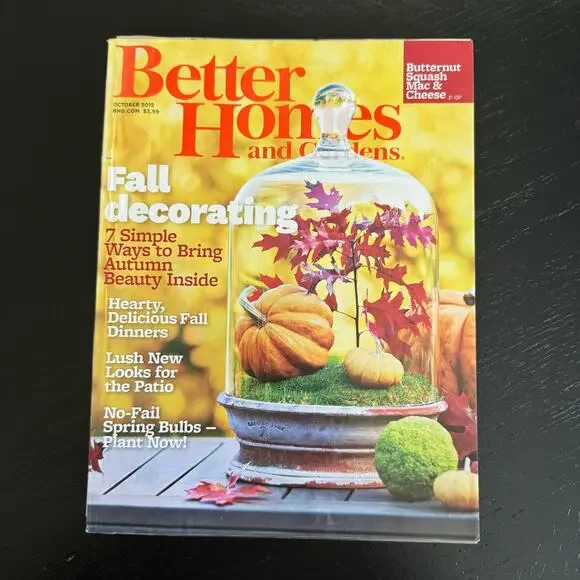 Better
Homes
and Gardens®
OCTOBER 2012
BHG.COM $3.99
Butternut
Squash
Mac &
Cheese p. 190
Fall
decorating
7 Simple
Ways to Bring
Autumn
Beauty Inside
Hearty,
Delicious Fall
Dinners
Lush New
Looks for
the Patio
No-Fail
Spring Bulbs –
Plant Now!